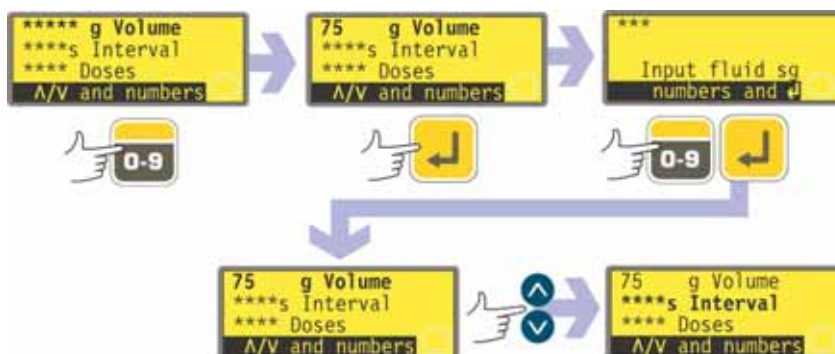 ***** g Volume
****s Interval
**** Doses
Λ/V and numbers
75 g Volume
****s Interval
**** Doses
Λ/V and numbers
***
Input fluid sg
numbers and ↲
0-9
0-9
75 g Volume
****s Interval
**** Doses
Λ/V and numbers
75 g Volume
****s Interval
**** Doses
Λ/V and numbers